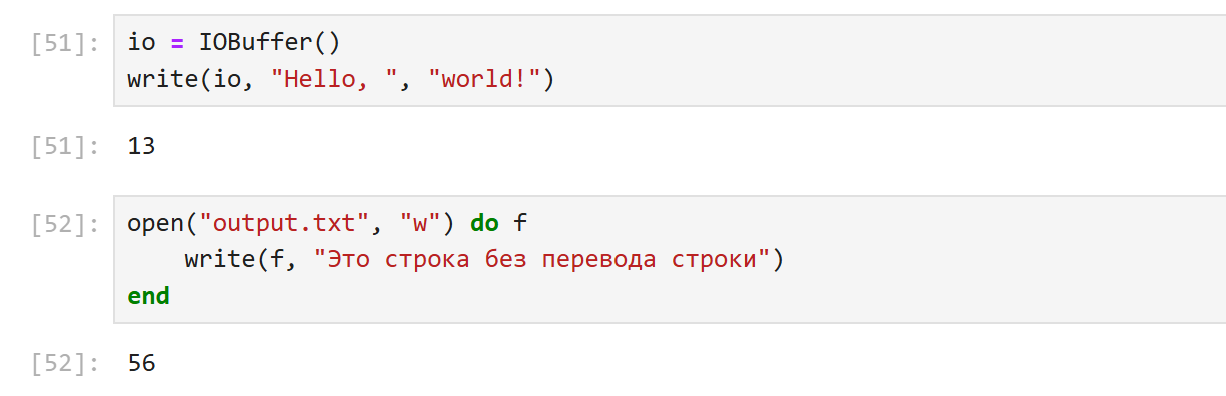 [51]: io = IOBuffer()
write(io, "Hello, ", "world!")
[51]: 13
[52]: open("output.txt", "w") do f
    write(f, "Это строка без перевода строки")
end
[52]: 56